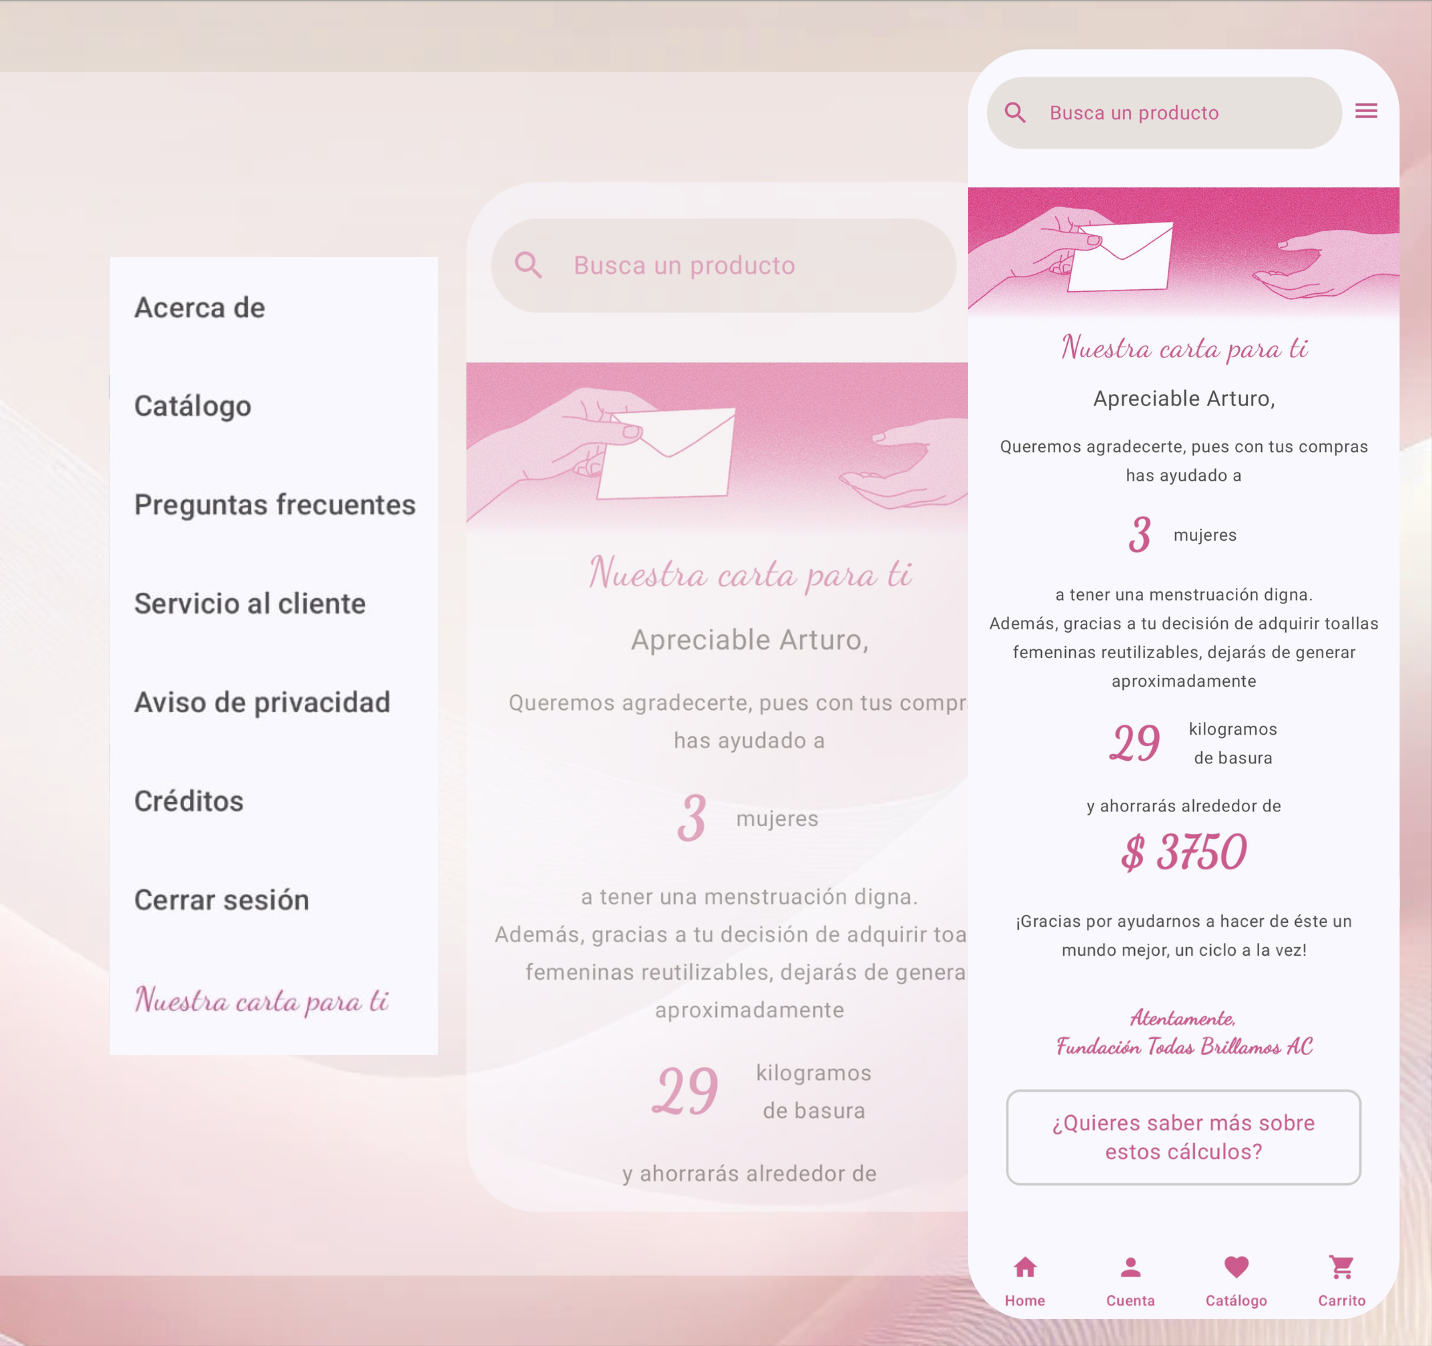 Acerca de
Catálogo
Preguntas frecuentes
Servicio al cliente
Aviso de privacidad
Créditos
Cerrar sesión
Nuestra carta para ti
Busca un producto
Nuestra carta para ti
Apreciable Arturo,
Queremos agradecerte, pues con tus compr
has ayudado a
3 mujeres
a tener una menstruación digna.
Además, gracias a tu decisión de adquirir toa
femeninas reutilizables, dejarás de genera
aproximadamente
29 kilogramos
de basura
y ahorrarás alrededor de
Busca un producto
Nuestra carta para ti
Apreciable Arturo,
Queremos agradecerte, pues con tus compras
has ayudado a
3 mujeres
a tener una menstruación digna.
Además, gracias a tu decisión de adquirir toallas
femeninas reutilizables, dejarás de generar
aproximadamente
29 kilogramos
de basura
y ahorrarás alrededor de
$ 3750
¡Gracias por ayudarnos a hacer de éste un
mundo mejor, un ciclo a la vez!
Atentamente,
Fundación Todas Brillamos AC
¿Quieres saber más sobre
estos cálculos?
Home Cuenta Catálogo Carrito